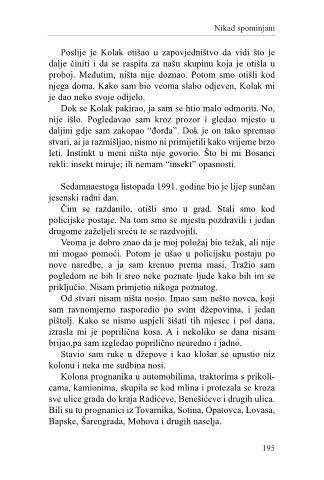 Nikad spominjani
Poslije je Kolak otišao u zapovjedništvo da vidi što je
dalje činiti i da se raspita za našu skupinu koja je otišla u
proboj. Međutim, ništa nije doznao. Potom smo otišli kod
njega doma. Kako sam bio veoma slabo odjeven, Kolak mi
je dao neko svoje odijelo.
Dok se Kolak pakirao, ja sam se htio malo odmoriti. No,
nije išlo. Pogledavao sam kroz prozor i gledao mjesto u
daljini gdje sam zakopao “đorđa”. Dok je on tako spremao
stvari, ai ja razmišljao, nismo ni primijetili kako vrijeme brzo
leti. Instinkt u meni ništa nije govorio. Što bi mi Bosanci
rekli: insekt miruje; ili nemam “insekt” opasnosti.
Sedamnaestoga listopada 1991. godine bio je lijep sunčan
jesenski radni dan.
Čim se razdanilo, otišli smo u grad. Stali smo kod
policijske postaje. Na tom smo se mjestu pozdravili i jedan
drugome zaželjeli sreću te se razdvojili.
Veoma je dobro znao da je moj položaj bio težak, ali nije
mi mogao pomoći. Potom je ušao u policijsku postaju po
nove naredbe, a ja sam krenuo prema masi. Tražio sam
pogledom ne bih li sreo neke poznate ljude kako bih im se
priključio. Nisam primjetio nikoga poznatog.
Od stvari nisam ništa nosio. Imao sam nešto novca, koji
sam ravnomjerno rasporedio po svim džepovima, i jedan
pištolj. Kako se nismo uspjeli šišati tih mjesec i pol dana,
izrasla mi je poprilična kosa. A i nekoliko se dana nisam
brijao,pa sam izgledao poprilično neuredno i jadno.
Stavio sam ruke u džepove i kao klošar se upustio niz
kolonu i neka me sudbina nosi.
Kolona prognanika u automobilima, traktorima s prikoli-
cama, kamionima, skupila se kod mlina i protezala se kroza
sve ulice grada do kraja Radićeve, Benešićeve i drugih ulica.
Bili su tu prognanici iz Tovarnika, Sotina, Opatovca, Lovasa,
Bapske, Šarengrada, Mohova i drugih naselja.
195